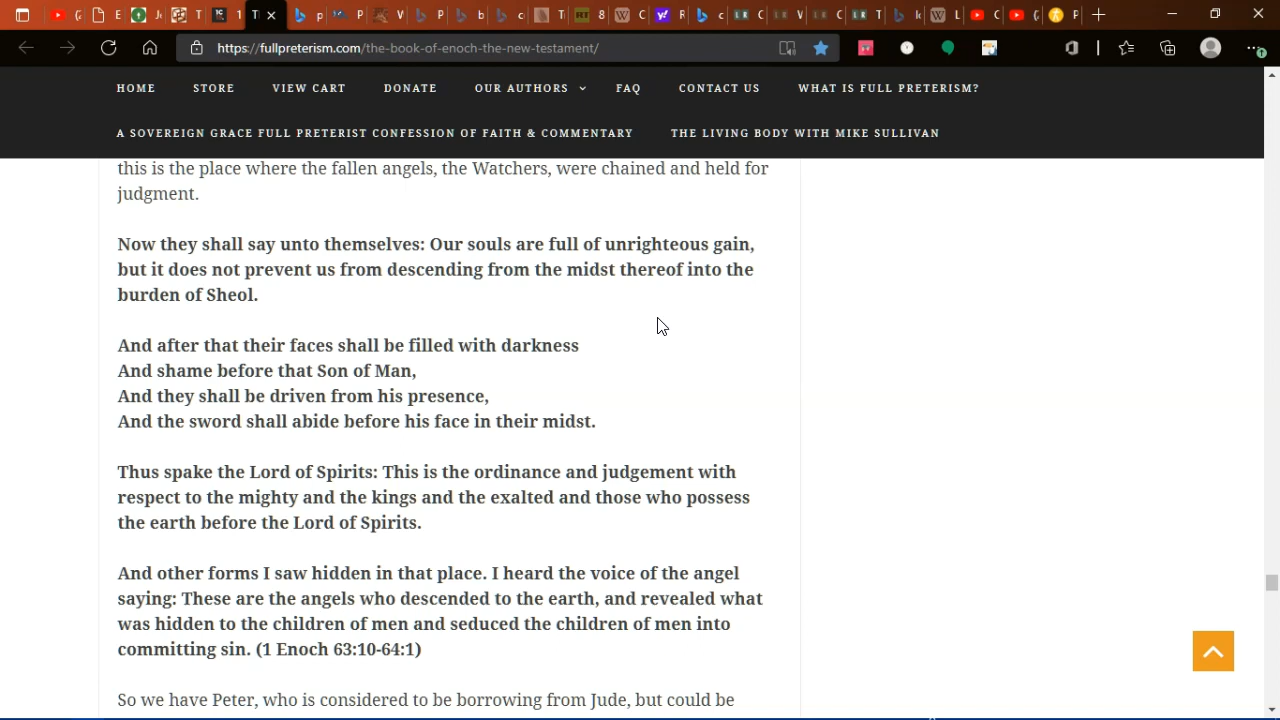 https://fullpreterism.com/the-book-of-enoch-the-new-testament/
HOME STORE VIEW CART DONATE OUR AUTHORS FAQ CONTACT US WHAT IS FULL PRETERISM?
A SOVEREIGN GRACE FULL PRETERIST CONFESSION OF FAITH & COMMENTARY THE LIVING BODY WITH MIKE SULLIVAN
this is the place where the fallen angels, the Watchers, were chained and held for
judgment.
Now they shall say unto themselves: Our souls are full of unrighteous gain,
but it does not prevent us from descending from the midst thereof into the
burden of Sheol.
And after that their faces shall be filled with darkness
And shame before that Son of Man,
And they shall be driven from his presence,
And the sword shall abide before his face in their midst.
Thus spake the Lord of Spirits: This is the ordinance and judgement with
respect to the mighty and the kings and the exalted and those who possess
the earth before the Lord of Spirits.
And other forms I saw hidden in that place. I heard the voice of the angel
saying: These are the angels who descended to the earth, and revealed what
was hidden to the children of men and seduced the children of men into
committing sin. (1 Enoch 63:10-64:1)
So we have Peter, who is considered to be borrowing from Jude, but could be